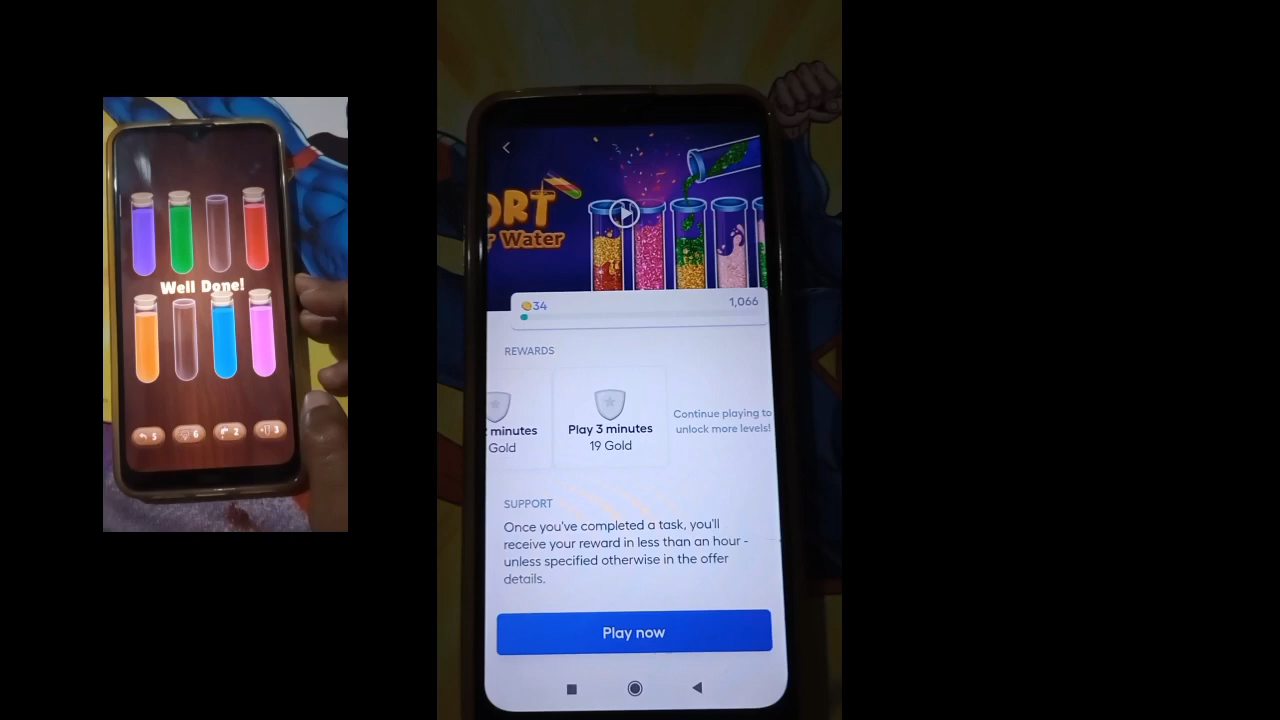 Well Done!
5
6
2
3
ORT
r Water
34
1,066
REWARDS
minutes
Gold
Play 3 minutes
19 Gold
Continue playing to
unlock more levels!
SUPPORT
Once you've completed a task, you'll
receive your reward in less than an hour -
unless specified otherwise in the offer
details.
Play now